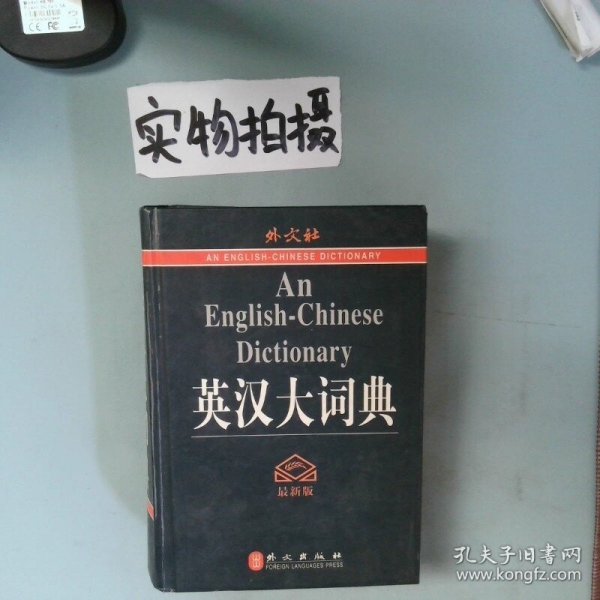 实物拍摄
外文社
AN ENGLISH-CHINESE DICTIONARY
An
English-Chinese
Dictionary
英汉大词典
最新版
外文出版社
FOREIGN LANGUAGES PRESS
孔夫子旧书网
www.kongfz.com